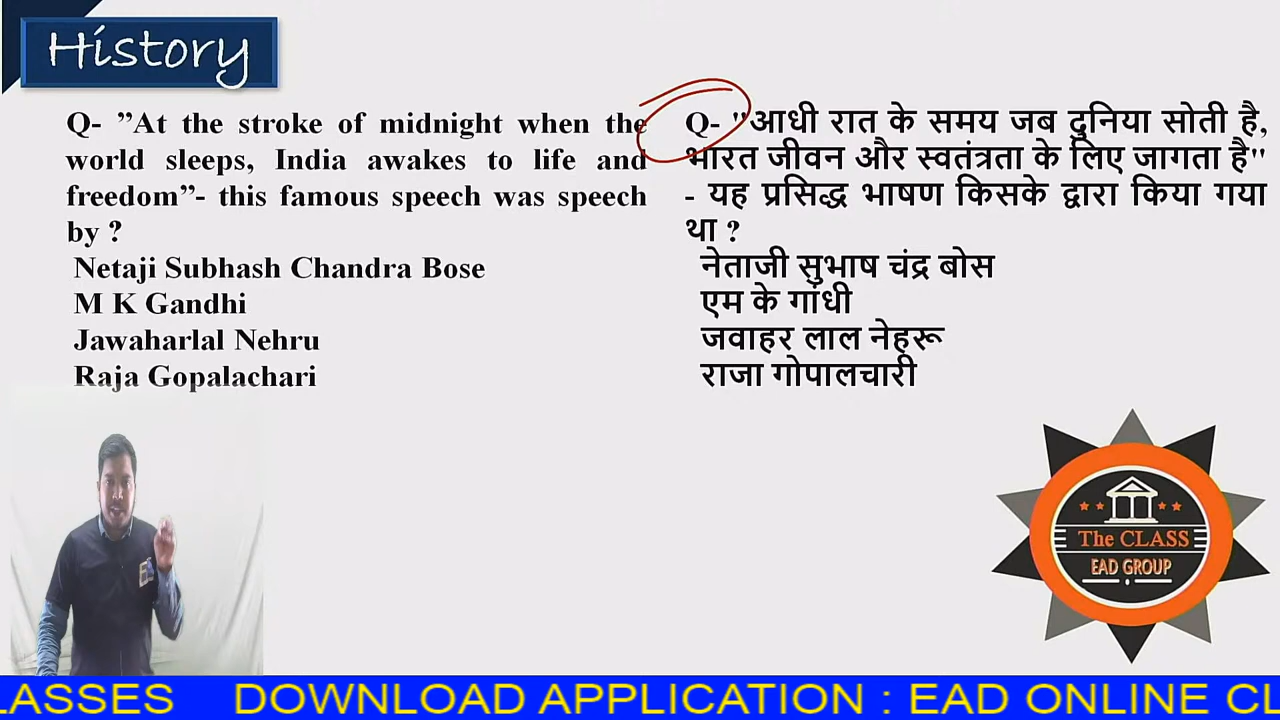 History
Q- ”At the stroke of midnight when the
world sleeps, India awakes to life and
freedom”- this famous speech was speech
by ?
Netaji Subhash Chandra Bose
M K Gandhi
Jawaharlal Nehru
Raja Gopalachari
Q- "आधी रात के समय जब दुनिया सोती है,
भारत जीवन और स्वतंत्रता के लिए जागता है"
- यह प्रसिद्ध भाषण किसके द्वारा किया गया
था ?
नेताजी सुभाष चंद्र बोस
एम के गांधी
जवाहर लाल नेहरू
राजा गोपालचारी
The CLASS
EAD GROUP
LASSES DOWNLOAD APPLICATION : EAD ONLINE CL